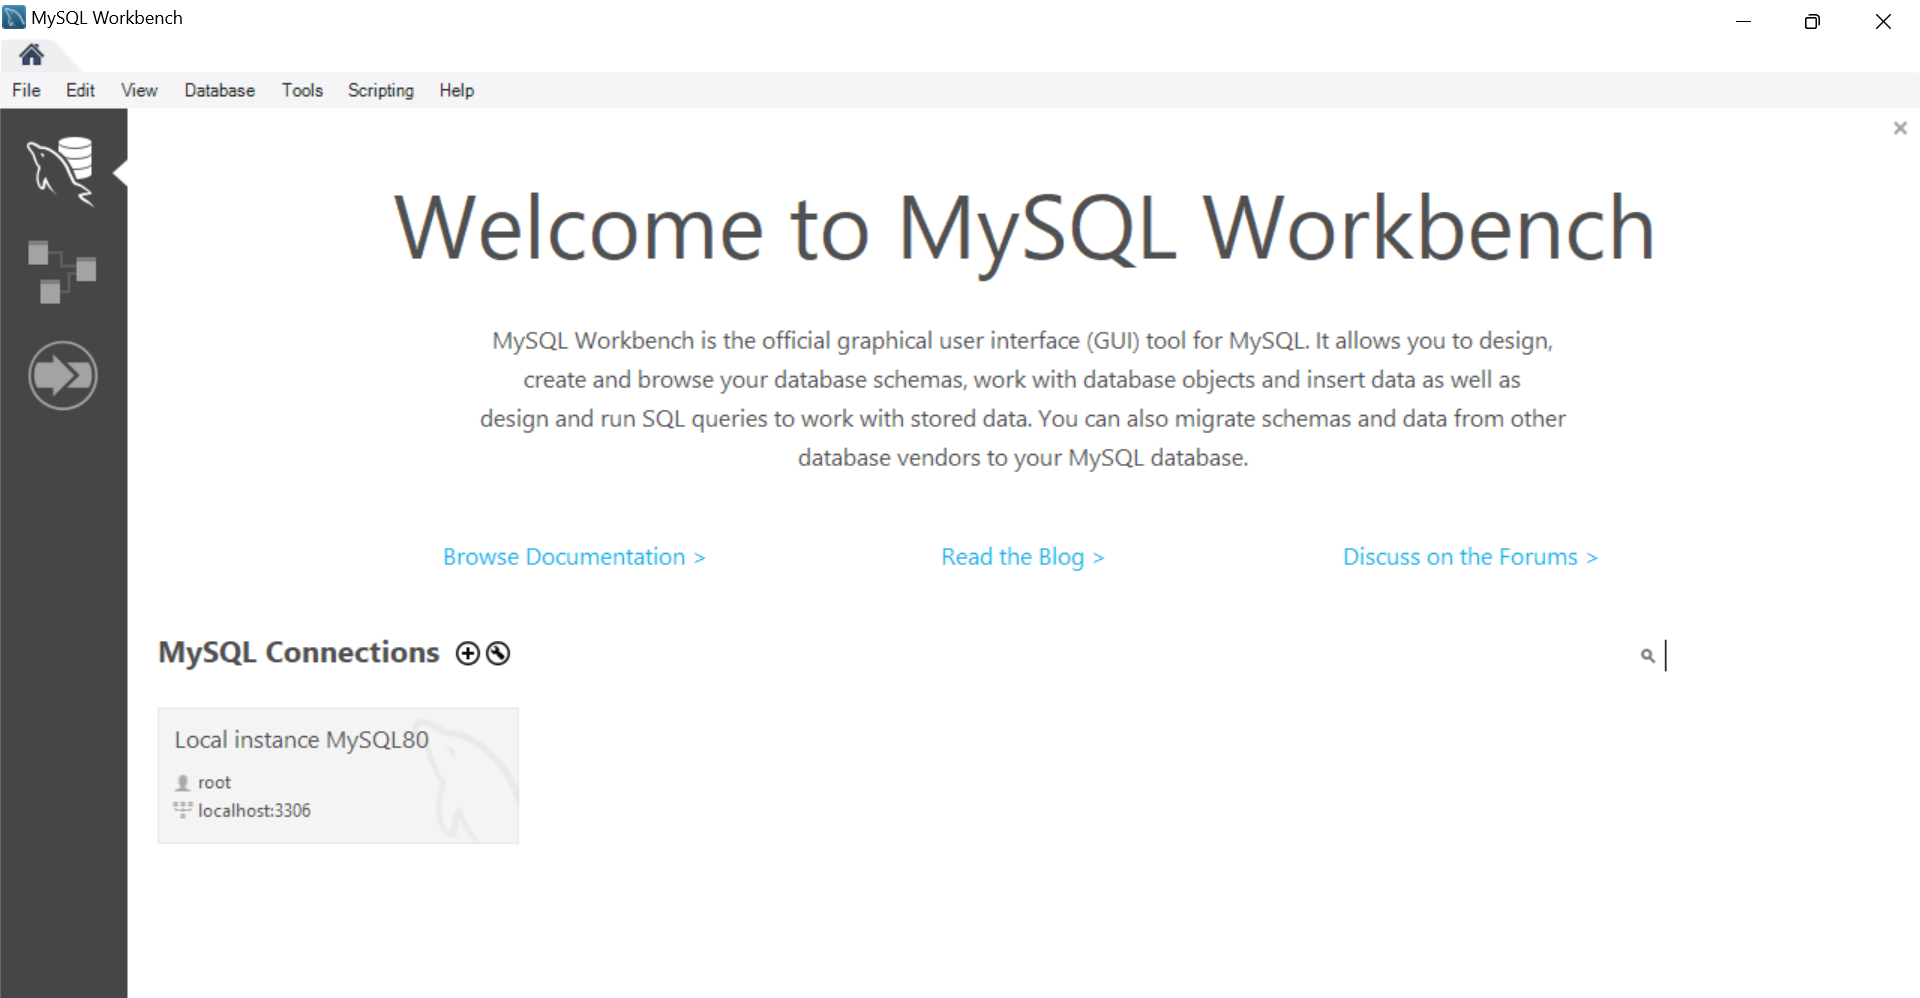 MySQL Workbench
File Edit View Database Tools Scripting Help
Welcome to MySQL Workbench
MySQL Workbench is the official graphical user interface (GUI) tool for MySQL. It allows you to design,
create and browse your database schemas, work with database objects and insert data as well as
design and run SQL queries to work with stored data. You can also migrate schemas and data from other
database vendors to your MySQL database.
Browse Documentation > Read the Blog > Discuss on the Forums >
MySQL Connections
Local instance MySQL80
root
localhost:3306